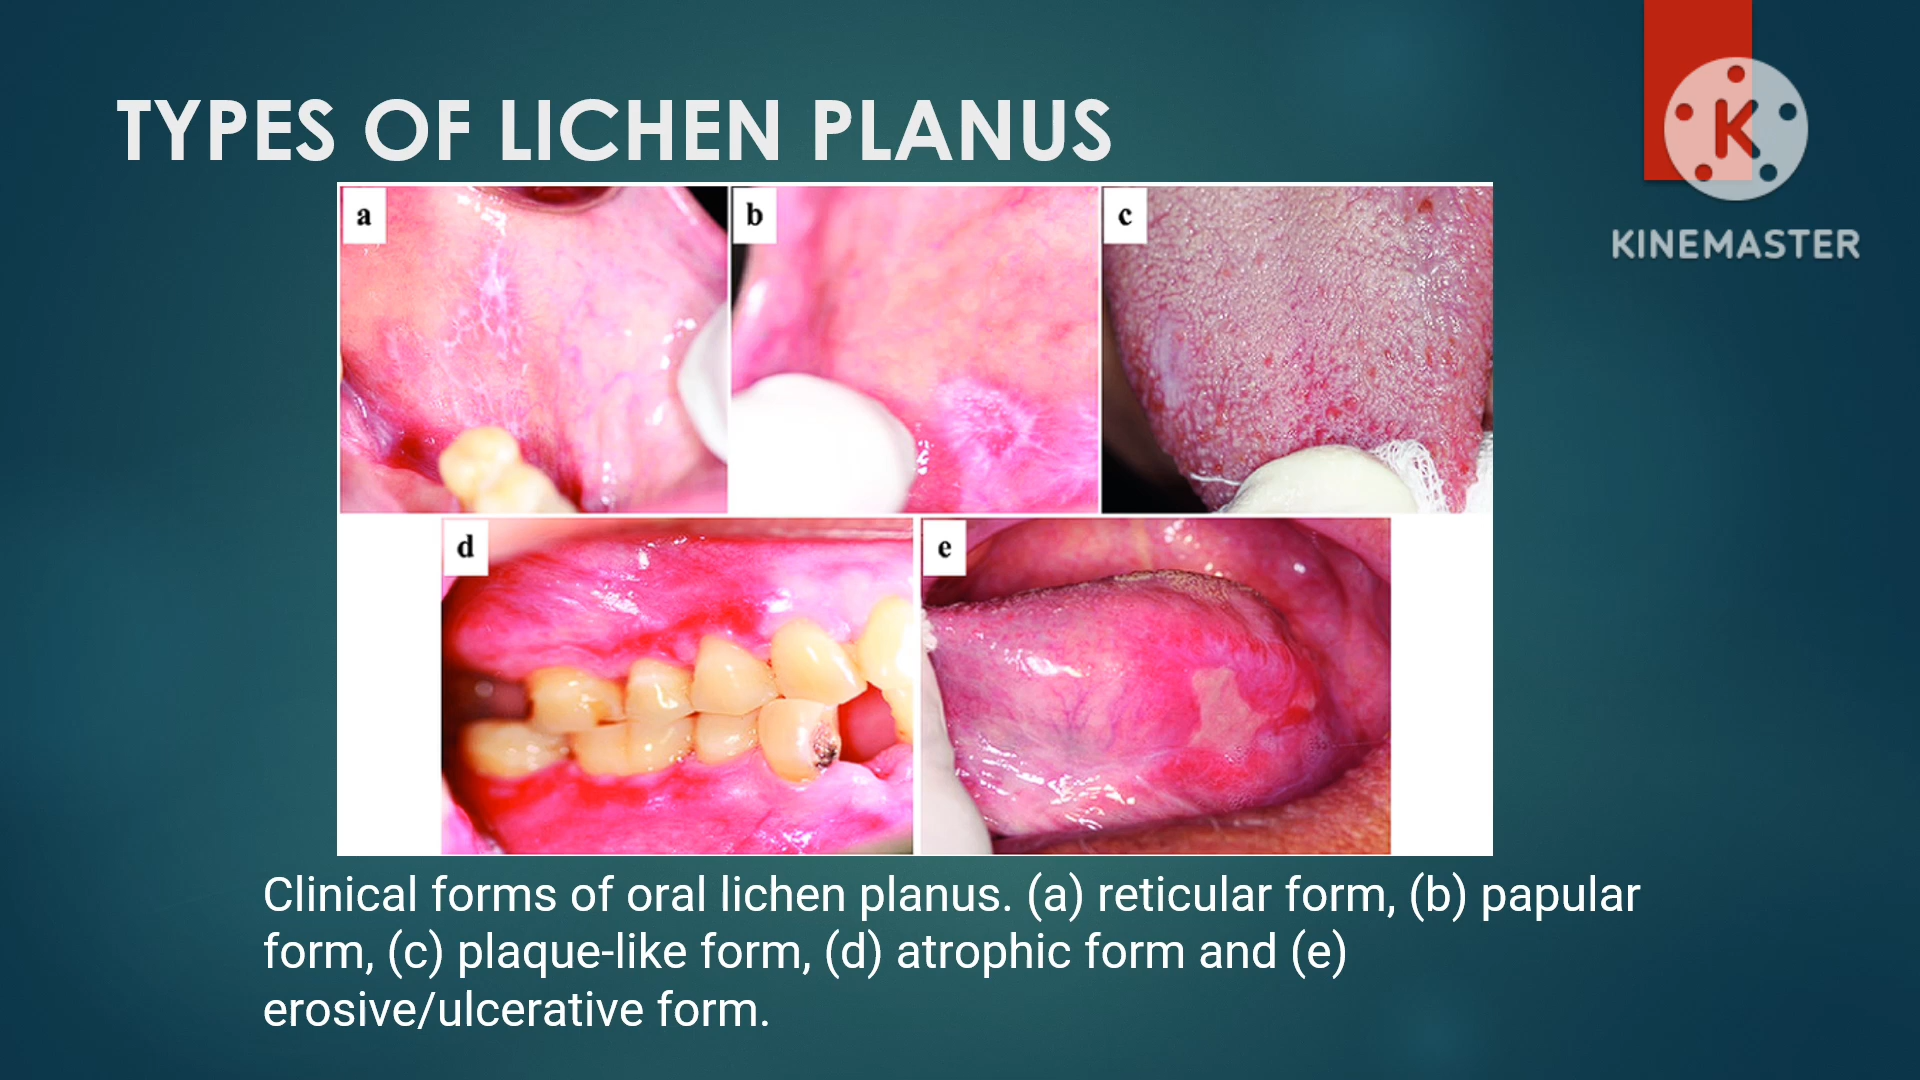 TYPES OF LICHEN PLANUS
K
KINEMASTER
a
b
c
d
e
Clinical forms of oral lichen planus. (a) reticular form, (b) papular
form, (c) plaque-like form, (d) atrophic form and (e)
erosive/ulcerative form.